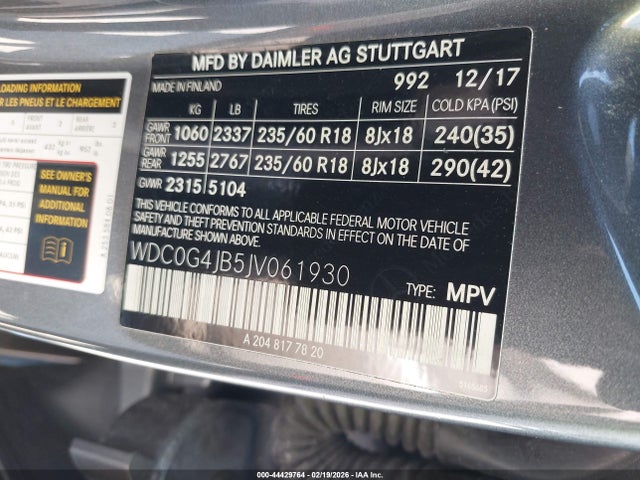 MFD BY DAIMLER AG STUTTGART
MADE IN FINLAND 992 12/17
KG LB TIRES RIM SIZE COLD KPA (PSI)
GAWR FRONT 1060 2337 235/60 R18 8Jx18 240(35)
GAWR REAR 1255 2767 235/60 R18 8Jx18 290(42)
GVWR 2315 5104
THIS VEHICLE CONFORMS TO ALL APPLICABLE FEDERAL MOTOR VEHICLE
SAFETY AND THEFT PREVENTION STANDARDS IN EFFECT ON THE DATE OF
MANUFACTURE SHOWN ABOVE.
WDC0G4JB5JV061930
TYPE: MPV
A 204 817 78 20
LOADING INFORMATION
LES PNEUS ET LE CHARGEMENT
SEE OWNER'S
MANUAL FOR
ADDITIONAL
INFORMATION
000-44429764 - 02/19/2026 - IAA Inc.